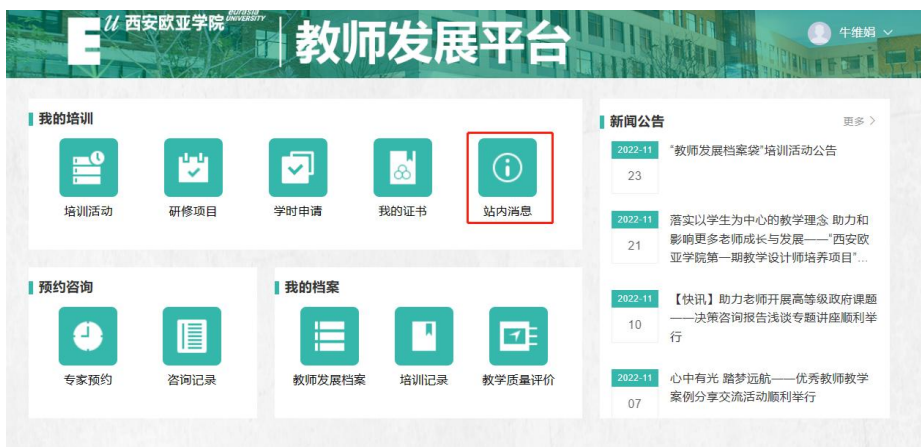 eurasia
西安欧亚学院 UNIVERSITY
教师发展平台
牛维娟
我的培训
培训活动
研修项目
学时申请
我的证书
站内消息
预约咨询
专家预约
咨询记录
我的档案
教师发展档案
培训记录
教学质量评价
新闻公告
更多
2022-11
23
“教师发展档案袋”培训活动公告
2022-11
21
落实以学生为中心的教学理念 助力和
影响更多老师成长与发展——“西安欧
亚学院第一期教学设计师培养项目”...
2022-11
10
【快讯】助力老师开展高等级政府课题
——决策咨询报告浅谈专题讲座顺利举
行
2022-11
07
心中有光 踏梦远航——优秀教师教学
案例分享交流活动顺利举行